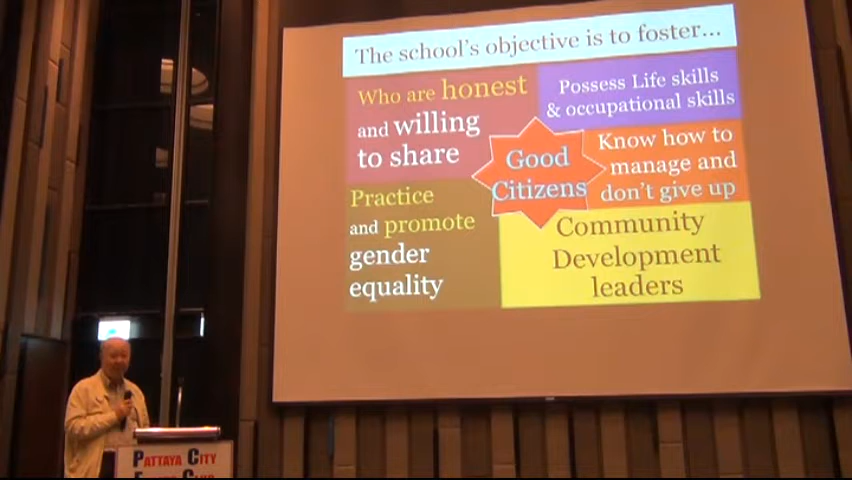 The school's objective is to foster...
Who are honest
and willing
to share
Possess Life skills
& occupational skills
Good
Citizens
Know how to
manage and
don't give up
Practice
and promote
gender
equality
Community
Development
leaders
PATTAYA CITY